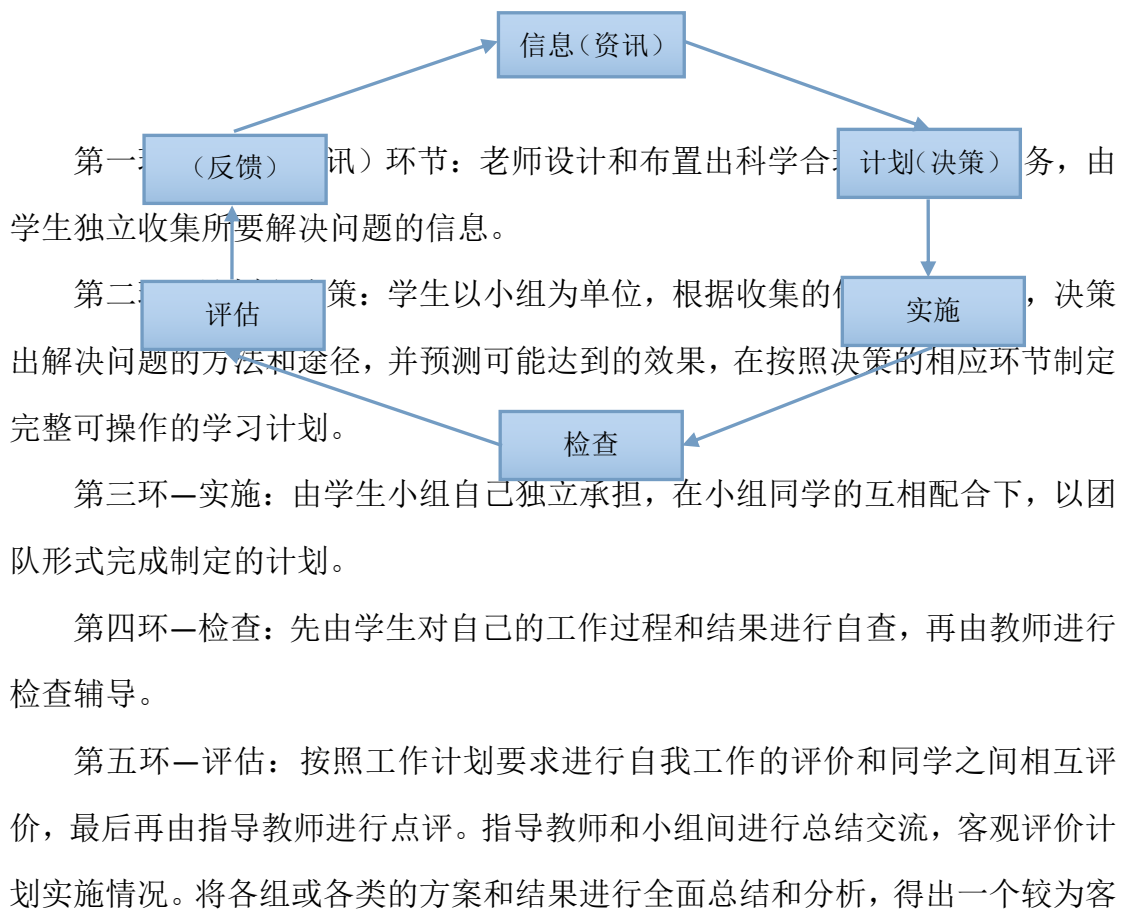 信息（资讯）
第一 （反馈） 讯）环节：老师设计和布置出科学合 计划（决策） 务，由
学生独立收集所要解决问题的信息。
第二 策：学生以小组为单位，根据收集的 ，决策
评估 实施
出解决问题的方法和途径，并预测可能达到的效果，在按照决策的相应环节制定
完整可操作的学习计划。
检查
第三环—实施：由学生小组自己独立承担，在小组同学的互相配合下，以团
队形式完成制定的计划。
第四环—检查：先由学生对自己的工作过程和结果进行自查，再由教师进行
检查辅导。
第五环—评估：按照工作计划要求进行自我工作的评价和同学之间相互评
价，最后再由指导教师进行点评。指导教师和小组间进行总结交流，客观评价计
划实施情况。将各组或各类的方案和结果进行全面总结和分析，得出一个较为客